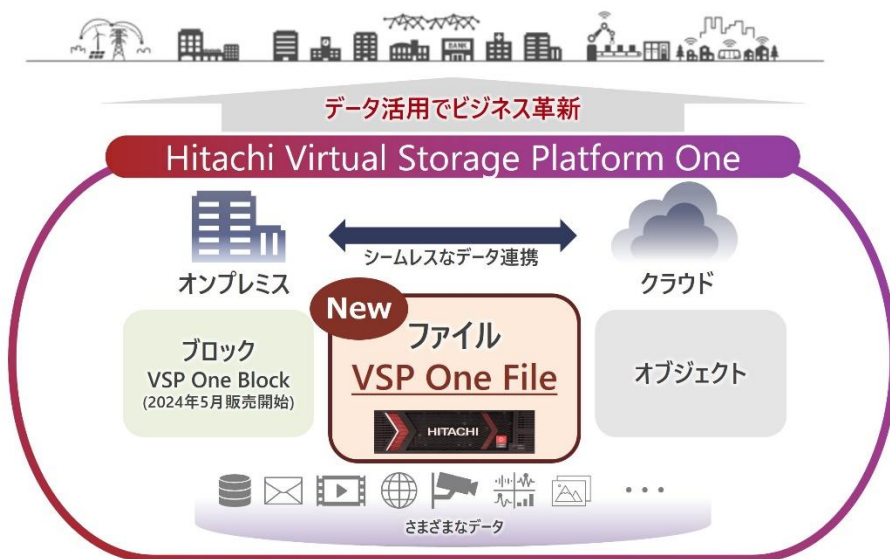 BANK
データ活用でビジネス革新
Hitachi Virtual Storage Platform One
シームレスなデータ連携
オンプレミス
クラウド
New
ブロック
VSP One Block
(2024年5月販売開始)
ファイル
VSP One File
HITACHI
オブジェクト
さまざまなデータ